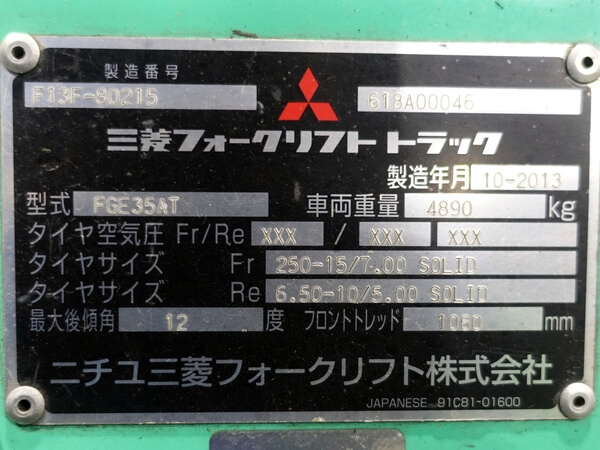 製造番号
F13F-80215 618A00046
三菱フォークリフト トラック
製造年月 10-2013
型式 FGE35AT 車両重量 4890 kg
タイヤ空気圧 Fr/Re XXX / XXX XXX
タイヤサイズ Fr 250-15/7.00 SOLID
タイヤサイズ Re 6.50-10/5.00 SOLID
最大後傾角 12 度 フロントトレッド 1060 mm
ニチユ三菱フォークリフト株式会社
JAPANESE 91C81-01600